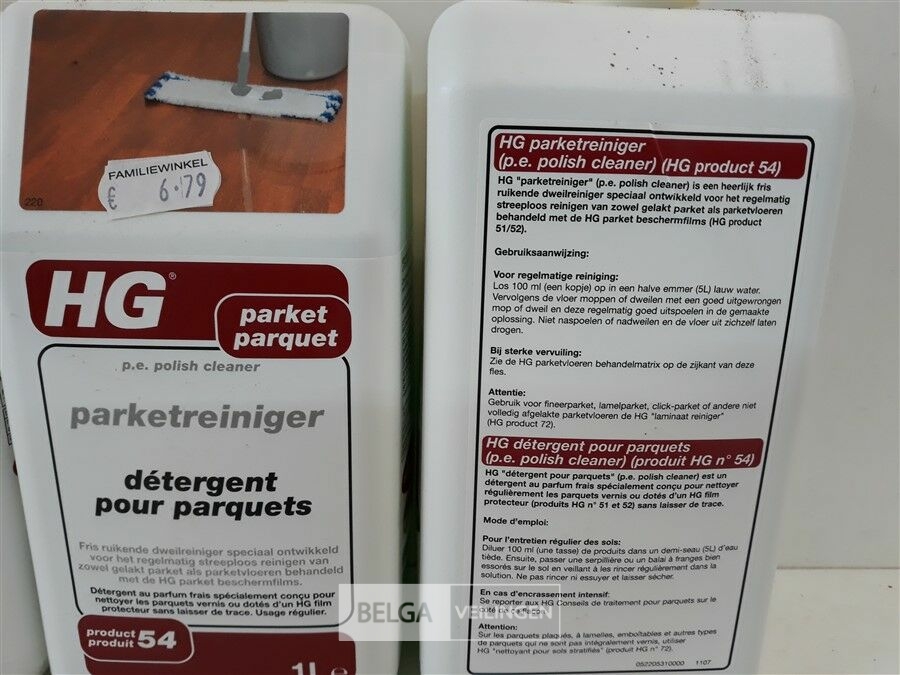 FAMILIEWINKEL
€ 6.79
220
HG®
parket
parquet
p.e. polish cleaner
parketreiniger
détergent
pour parquets
Fris ruikende dweilreiniger speciaal ontwikkeld
voor het regelmatig streeploos reinigen van
zowel gelakt parket als parketvloeren behandeld
met de HG parket beschermfilms.
Détergent au parfum frais spécialement conçu pour
nettoyer les parquets vernis ou dotés d'un HG film
protecteur sans laisser de trace. Usage régulier.
product
produit 54
1L e
HG parketreiniger
(p.e. polish cleaner) (HG product 54)
HG "parketreiniger" (p.e. polish cleaner) is een heerlijk fris
ruikende dweilreiniger speciaal ontwikkeld voor het regelmatig
streeploos reinigen van zowel gelakt parket als parketvloeren
behandeld met de HG parket beschermfilms (HG product
51/52).
Gebruiksaanwijzing:
Voor regelmatige reiniging:
Los 100 ml (een kopje) op in een halve emmer (5L) lauw water.
Vervolgens de vloer moppen of dweilen met een goed uitgewrongen
mop of dweil en deze regelmatig goed uitspoelen in de gemaakte
oplossing. Niet naspoelen of nadweilen en de vloer uit zichzelf laten
drogen.
Bij sterke vervuiling:
Zie de HG parketvloeren behandelmatrix op de zijkant van deze
fles.
Attentie:
Gebruik voor fineerparket, lamelparket, click-parket of andere niet
volledig afgelakte parketvloeren de HG "laminaat reiniger"
(HG product 72).
HG détergent pour parquets
(p.e. polish cleaner) (produit HG n° 54)
HG "détergent pour parquets" (p.e. polish cleaner) est un
détergent au parfum frais spécialement conçu pour nettoyer
régulièrement les parquets vernis ou dotés d'un HG film
protecteur (produits HG n° 51 et 52) sans laisser de trace.
Mode d'emploi:
Pour l'entretien régulier des sols:
Diluer 100 ml (une tasse) de produits dans un demi-seau (5L) d'eau
tiède. Ensuite, passer une serpillière ou un balai à franges bien
essorés sur le sol en veillant à les rincer régulièrement dans la
solution. Ne pas rincer ni essuyer et laisser sécher.
En cas d'encrassement intensif:
Se reporter aux HG Conseils de traitement pour parquets sur le
côté de ce flacon.
Attention:
Sur les parquets plaqués, à lamelles, emboîtables et autres types
de parquets qui ne sont pas intégralement vernis, utiliser
HG "nettoyant pour sols stratifiés" (produit HG n° 72).
052205310000 1107
BELGA VEILINGEN